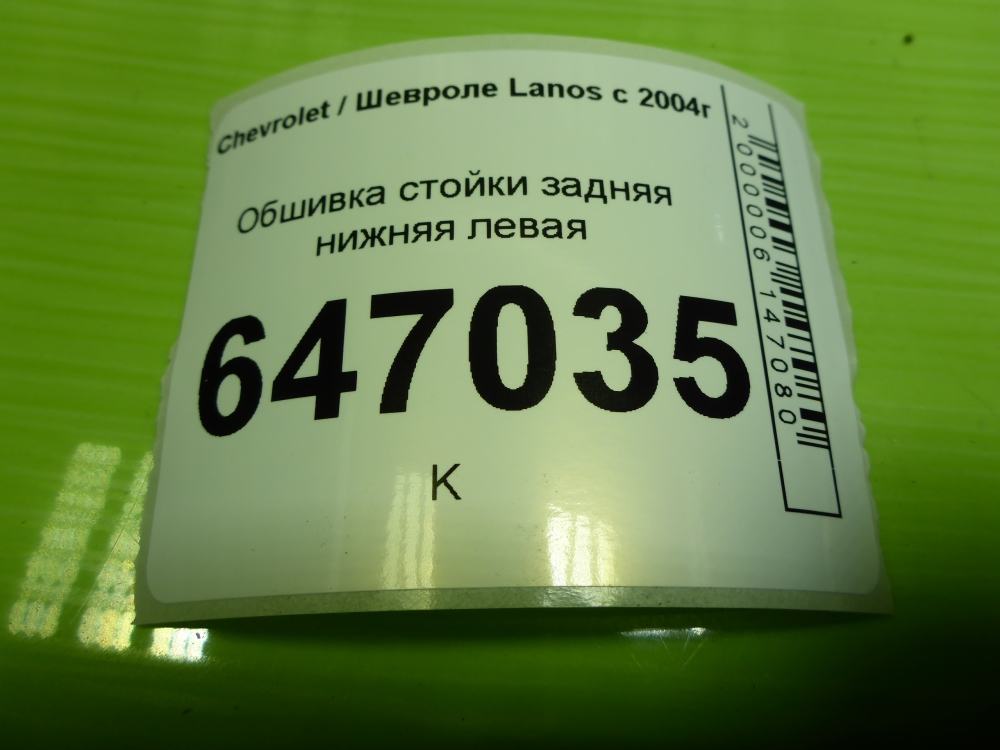 Chevrolet / Шевроле Lanos с 2004г
Обшивка стойки задняя
нижняя левая
647035
К
2000006147080